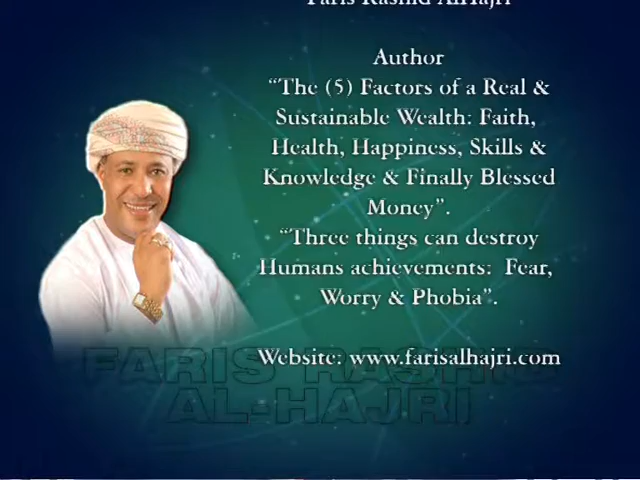 Faris Rashid AlHajri
Author
“The (5) Factors of a Real &
Sustainable Wealth: Faith,
Health, Happiness, Skills &
Knowledge & Finally Blessed
Money”.
“Three things can destroy
Humans achievements:  Fear,
Worry & Phobia”.
Website: www.farisalhajri.com
FARIS RASHID
AL-HAJRI